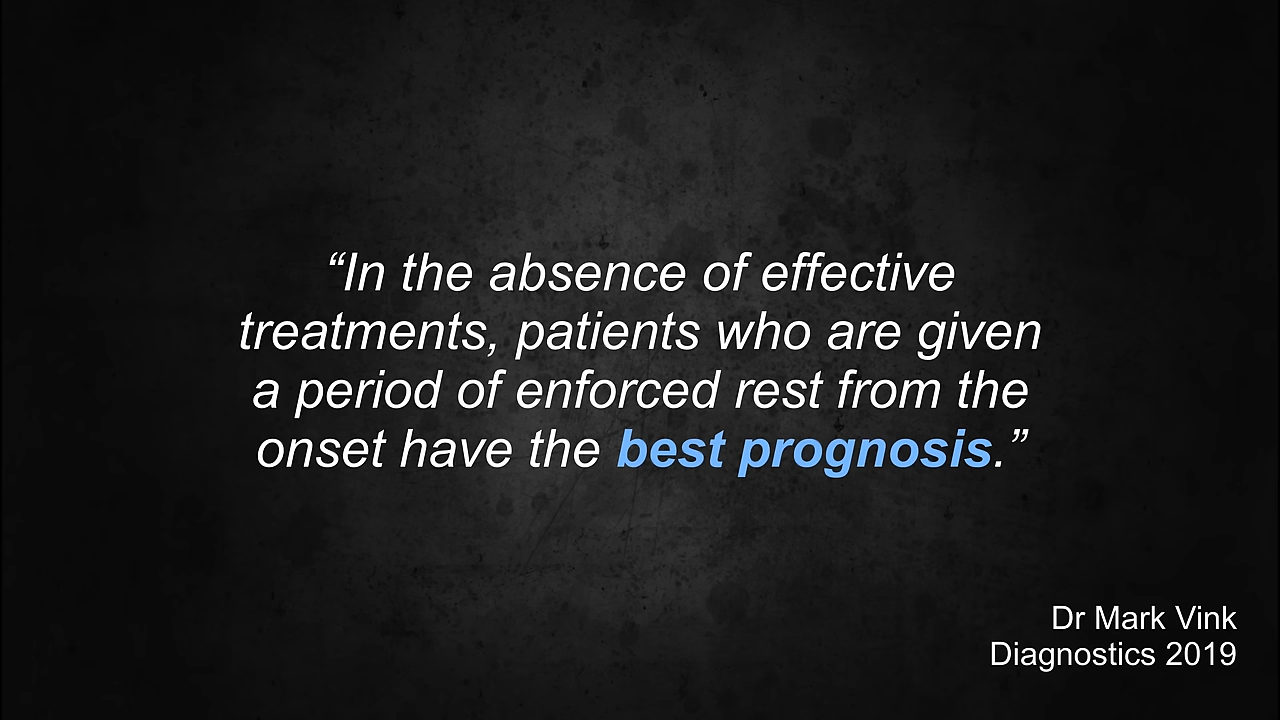 “In the absence of effective
treatments, patients who are given
a period of enforced rest from the
onset have the best prognosis.”
Dr Mark Vink
Diagnostics 2019